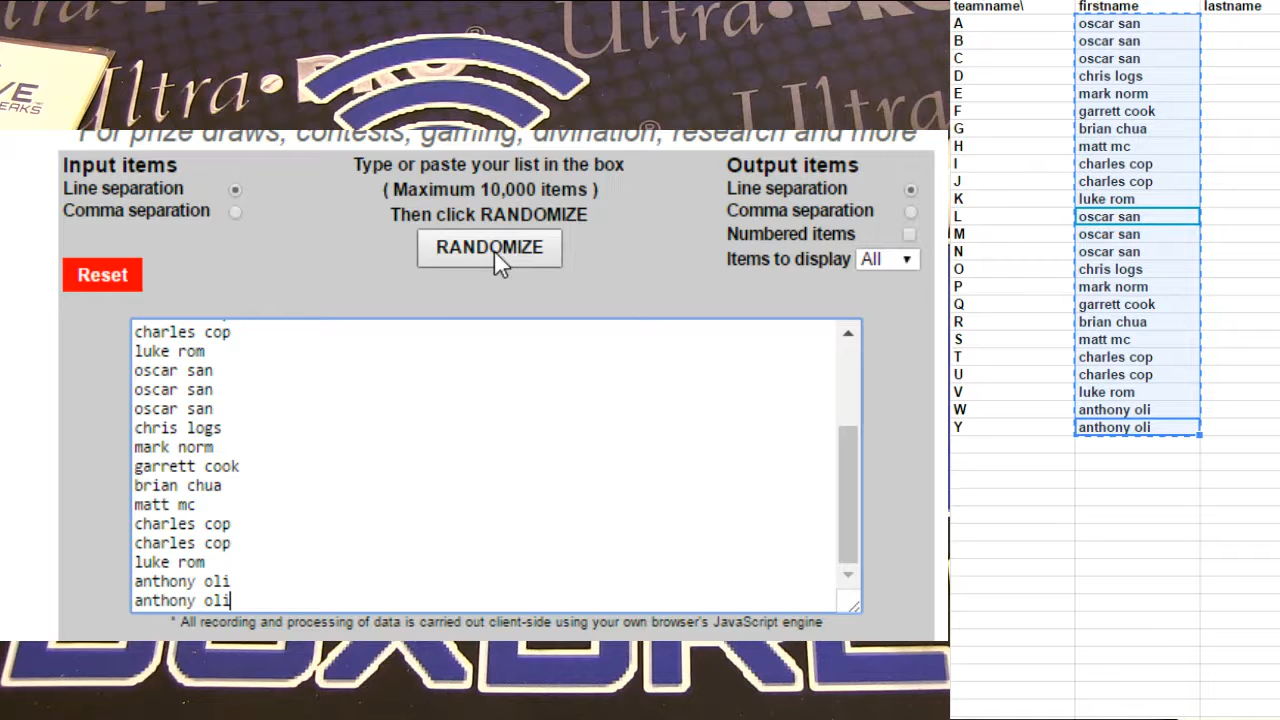 VE
Ultra•PRO
Ultra•PRO
Ultra
For prize draws, contests, gaming, divination, research and more
Input items
Line separation
Comma separation
Type or paste your list in the box
( Maximum 10,000 items )
Then click RANDOMIZE
RANDOMIZE
Output items
Line separation
Comma separation
Numbered items
Items to display All
Reset
charles cop
luke rom
oscar san
oscar san
oscar san
chris logs
mark norm
garrett cook
brian chua
matt mc
charles cop
charles cop
luke rom
anthony oli
anthony oli
* All recording and processing of data is carried out client-side using your own browser's JavaScript engine
teamname\ firstname lastname
A oscar san
B oscar san
C oscar san
D chris logs
E mark norm
F garrett cook
G brian chua
H matt mc
I charles cop
J charles cop
K luke rom
L oscar san
M oscar san
N oscar san
O chris logs
P mark norm
Q garrett cook
R brian chua
S matt mc
T charles cop
U charles cop
V luke rom
W anthony oli
Y anthony oli